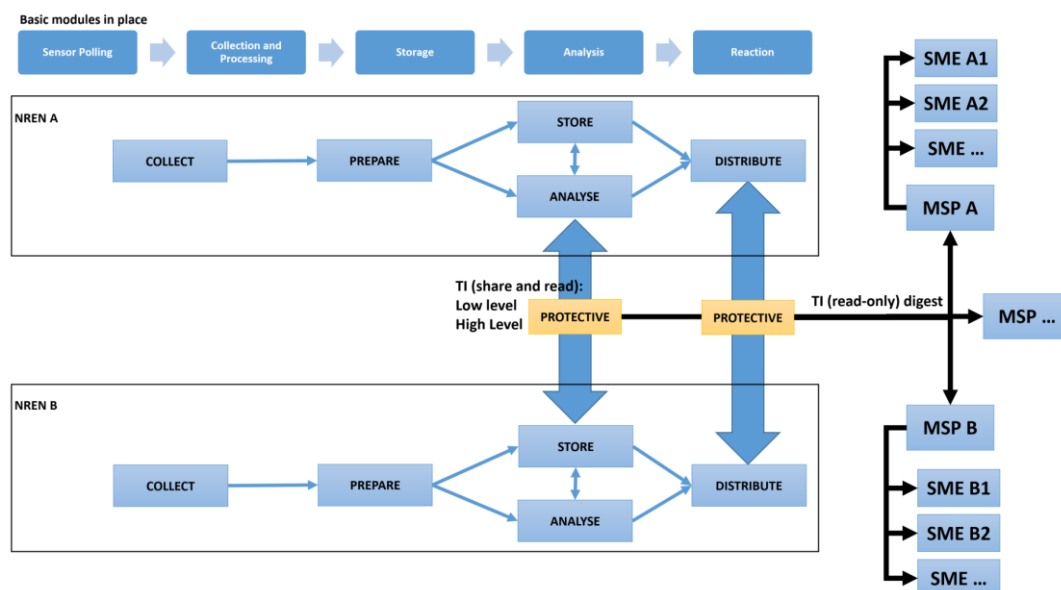 Basic modules in place
Sensor Polling
Collection and
Processing
Storage
Analysis
Reaction
NREN A
COLLECT
PREPARE
STORE
ANALYSE
DISTRIBUTE
TI (share and read):
Low level
High Level
PROTECTIVE
PROTECTIVE
TI (read-only) digest
NREN B
COLLECT
PREPARE
STORE
ANALYSE
DISTRIBUTE
SME A1
SME A2
SME ...
MSP A
MSP ...
MSP B
SME B1
SME B2
SME ...